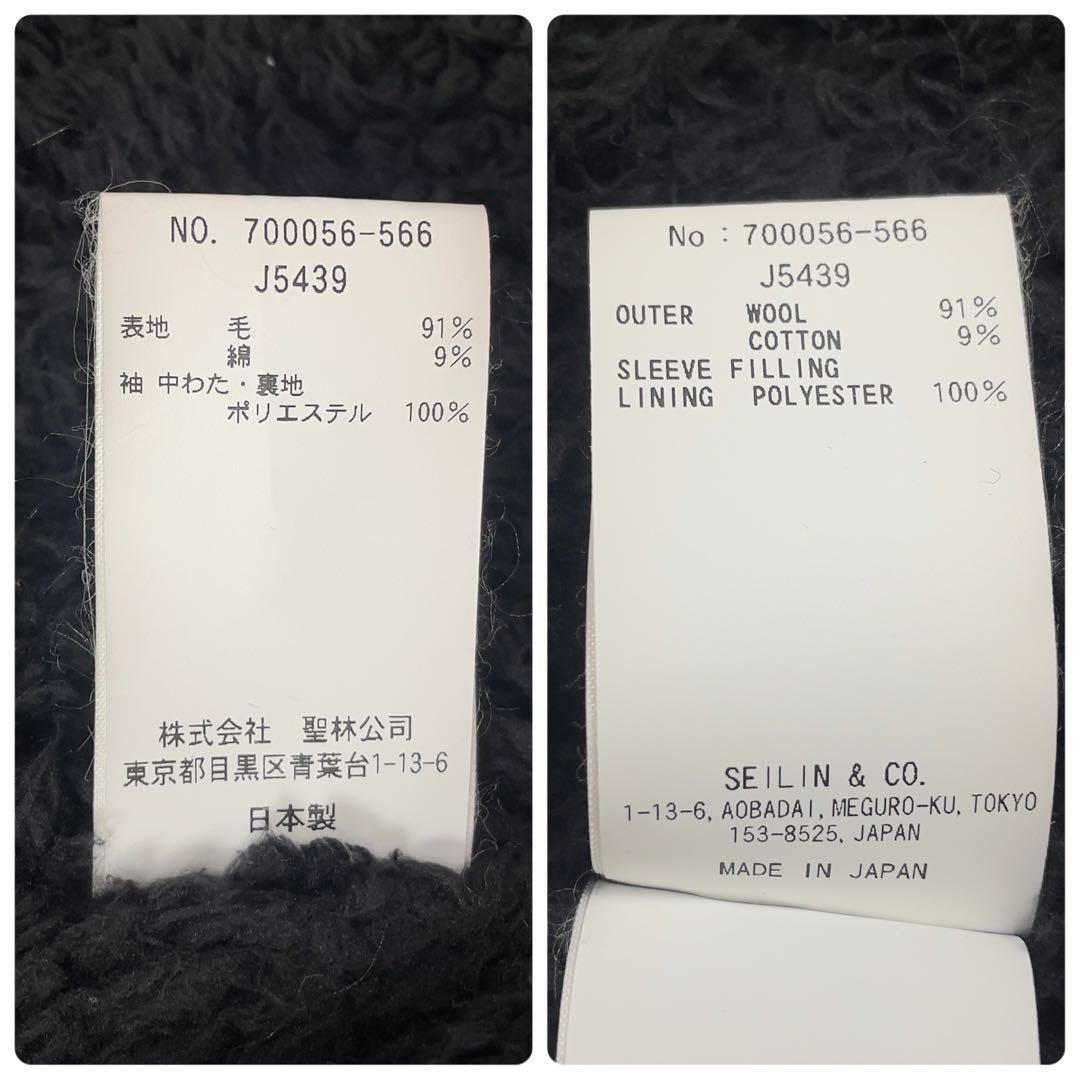 NO. 700056-566
J5439
表地 毛 91%
綿 9%
袖 中わた・裏地
ポリエステル 100%
株式会社 聖林公司
東京都目黒区青葉台1-13-6
日本製
No : 700056-566
J5439
OUTER WOOL 91%
COTTON 9%
SLEEVE FILLING
LINING POLYESTER 100%
SEILIN & CO.
1-13-6, AOBADAI, MEGURO-KU, TOKYO
153-8525, JAPAN
MADE IN JAPAN